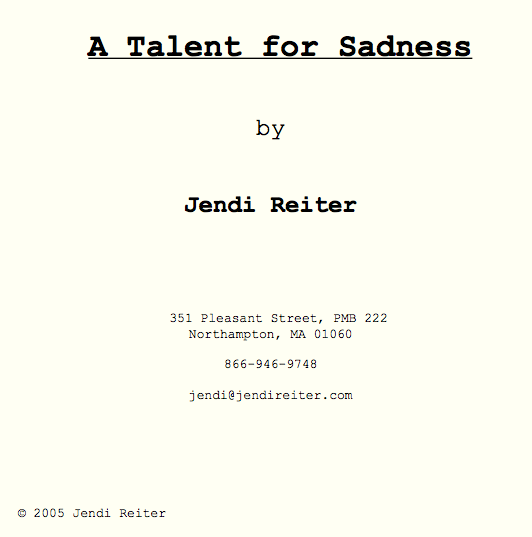 A Talent for Sadness
by
Jendi Reiter
351 Pleasant Street, PMB 222
Northampton, MA 01060
866-946-9748
jendi@jendireiter.com
© 2005 Jendi Reiter